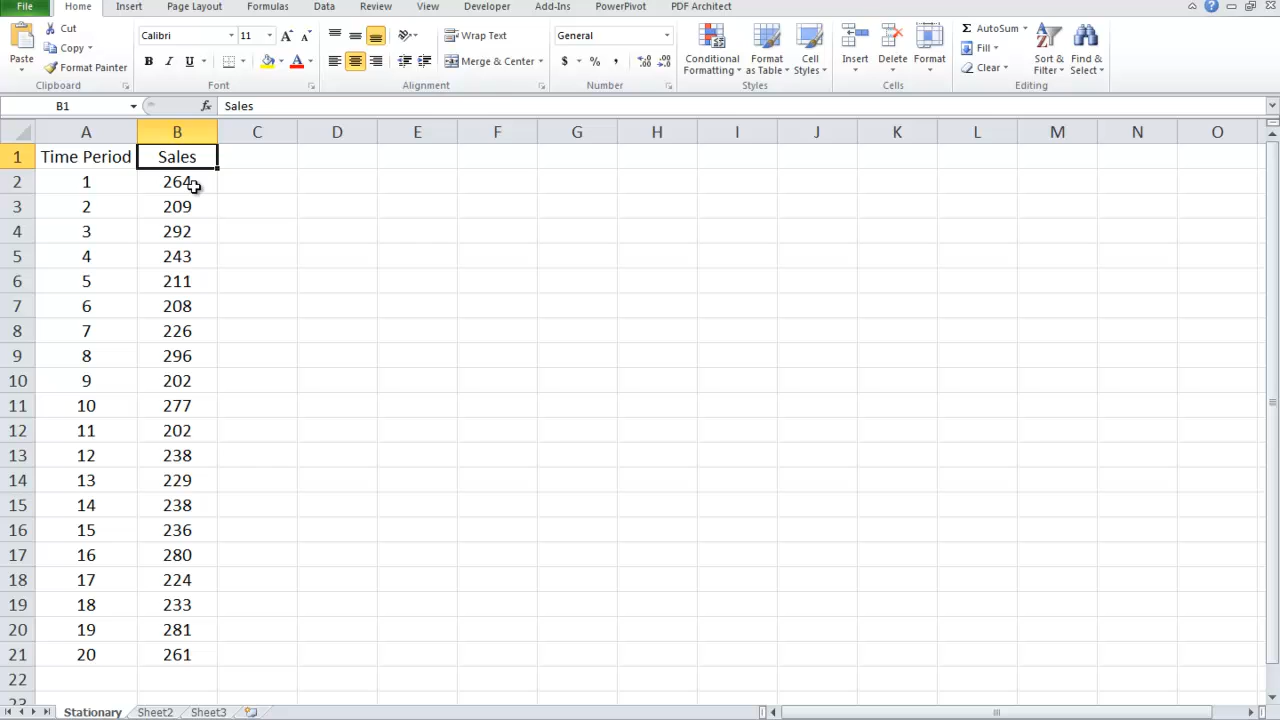 File Home Insert Page Layout Formulas Data Review View Developer Add-Ins PowerPivot PDF Architect
Paste Cut Copy Format Painter
Clipboard
Calibri 11 A A
B I U A
Font
Wrap Text
Merge & Center
Alignment
General
$ % ,
Number
Conditional Formatting Format as Table Cell Styles
Styles
Insert Delete Format
Cells
Σ AutoSum
Fill
Clear
Sort & Filter Find & Select
Editing
B1 fx Sales
A B C D E F G H I J K L M N O
1 Time Period Sales
2 1 264
3 2 209
4 3 292
5 4 243
6 5 211
7 6 208
8 7 226
9 8 296
10 9 202
11 10 277
12 11 202
13 12 238
14 13 229
15 14 238
16 15 236
17 16 280
18 17 224
19 18 233
20 19 281
21 20 261
22
23
Stationary Sheet2 Sheet3